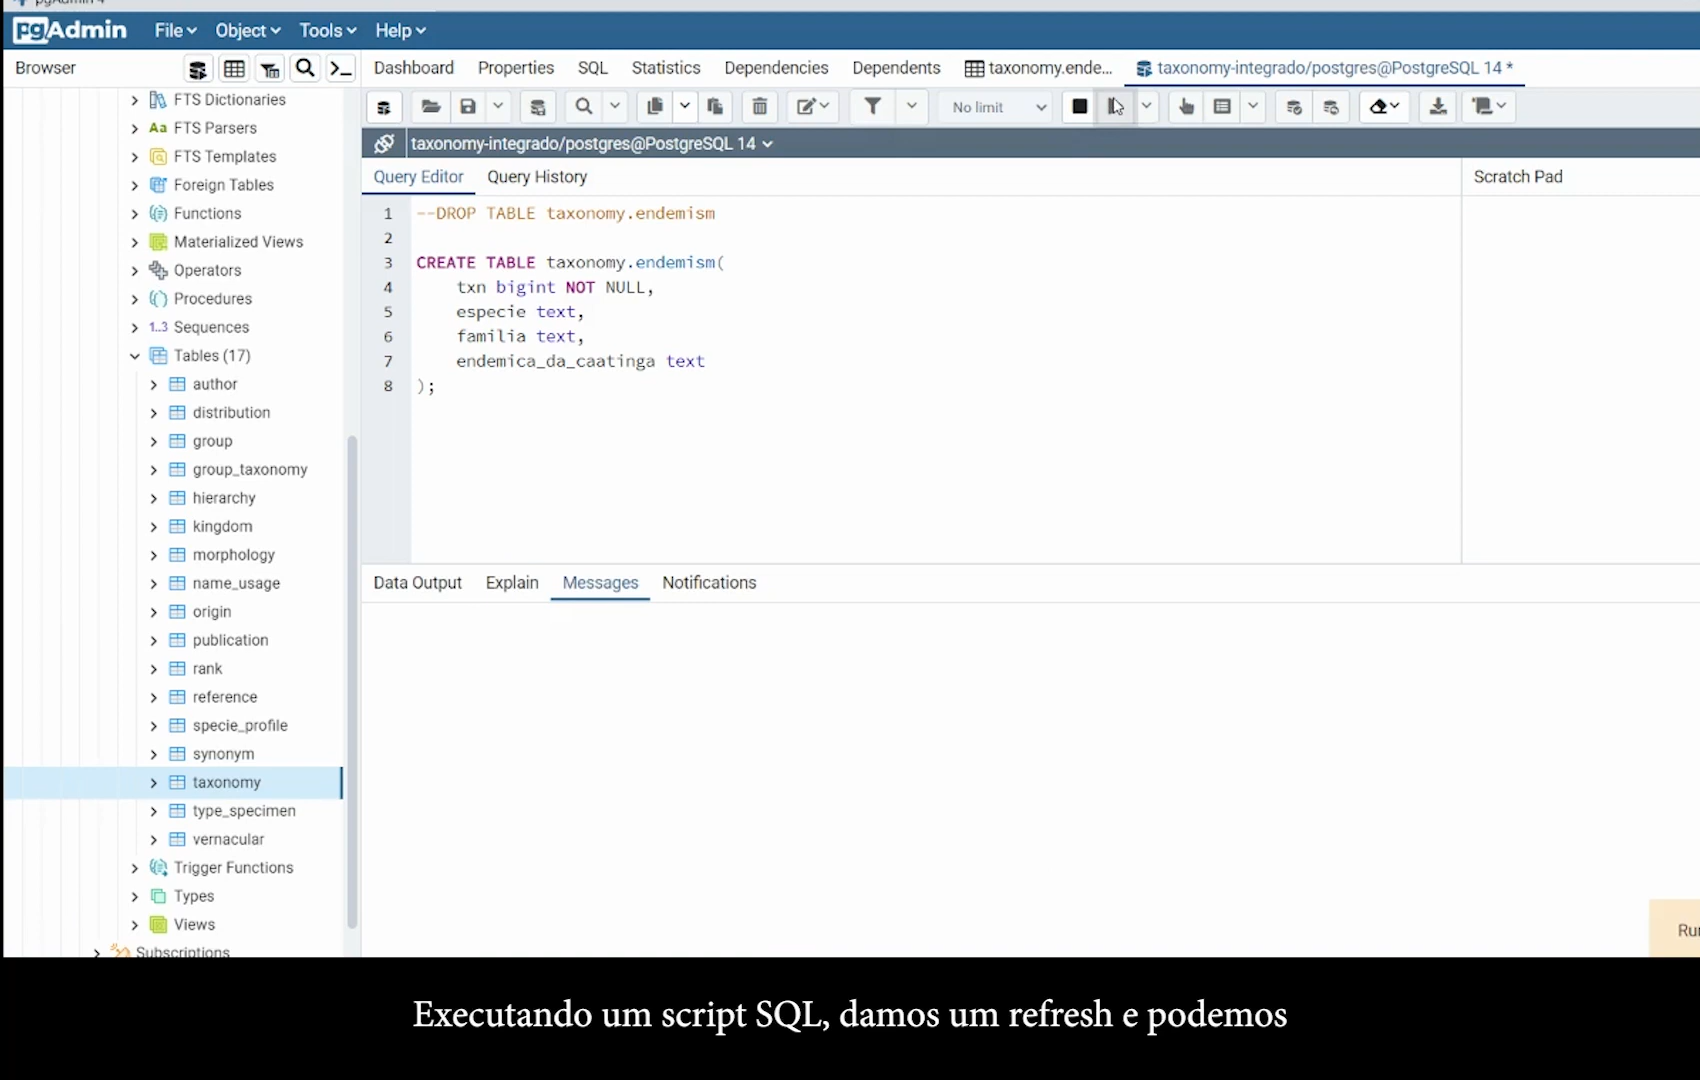 pgAdmin 4
pgAdmin File Object Tools Help
Browser
Dashboard Properties SQL Statistics Dependencies Dependents taxonomy.ende... taxonomy-integrado/postgres@PostgreSQL 14 *
No limit
taxonomy-integrado/postgres@PostgreSQL 14
Query Editor Query History
Scratch Pad
FTS Dictionaries
FTS Parsers
FTS Templates
Foreign Tables
Functions
Materialized Views
Operators
Procedures
1..3 Sequences
Tables (17)
author
distribution
group
group_taxonomy
hierarchy
kingdom
morphology
name_usage
origin
publication
rank
reference
specie_profile
synonym
taxonomy
type_specimen
vernacular
Trigger Functions
Types
Views
Subscriptions
1 --DROP TABLE taxonomy.endemism
2
3 CREATE TABLE taxonomy.endemism(
4 txn bigint NOT NULL,
5 especie text,
6 familia text,
7 endemica_da_caatinga text
8 );
Data Output Explain Messages Notifications
Executando um script SQL, damos um refresh e podemos